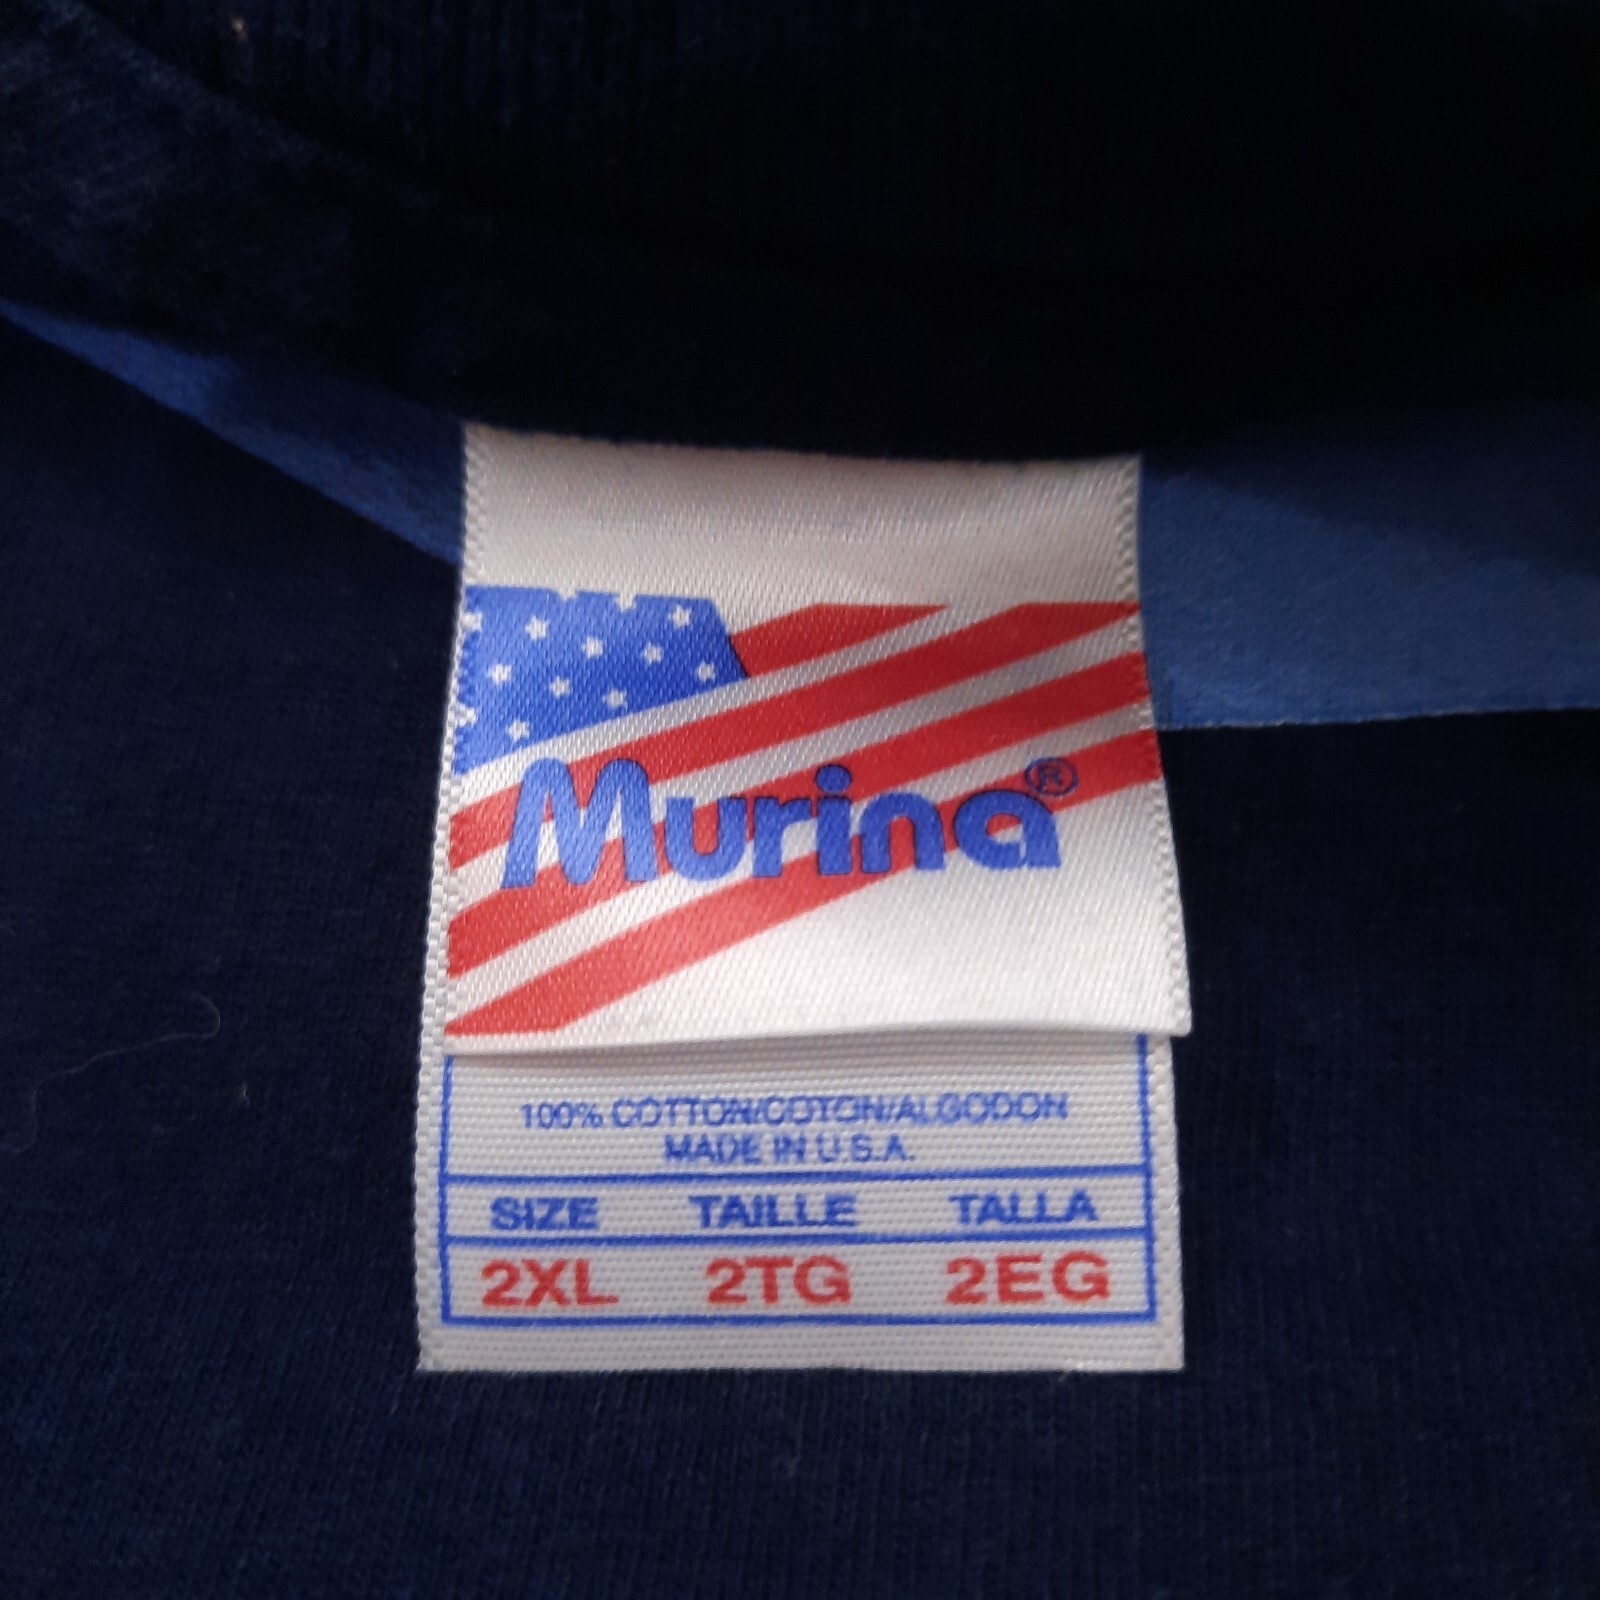 Murina®
100% COTTON/COTON/ALGODON
MADE IN U.S.A.
SIZE TAILLE TALLA
2XL 2TG 2EG